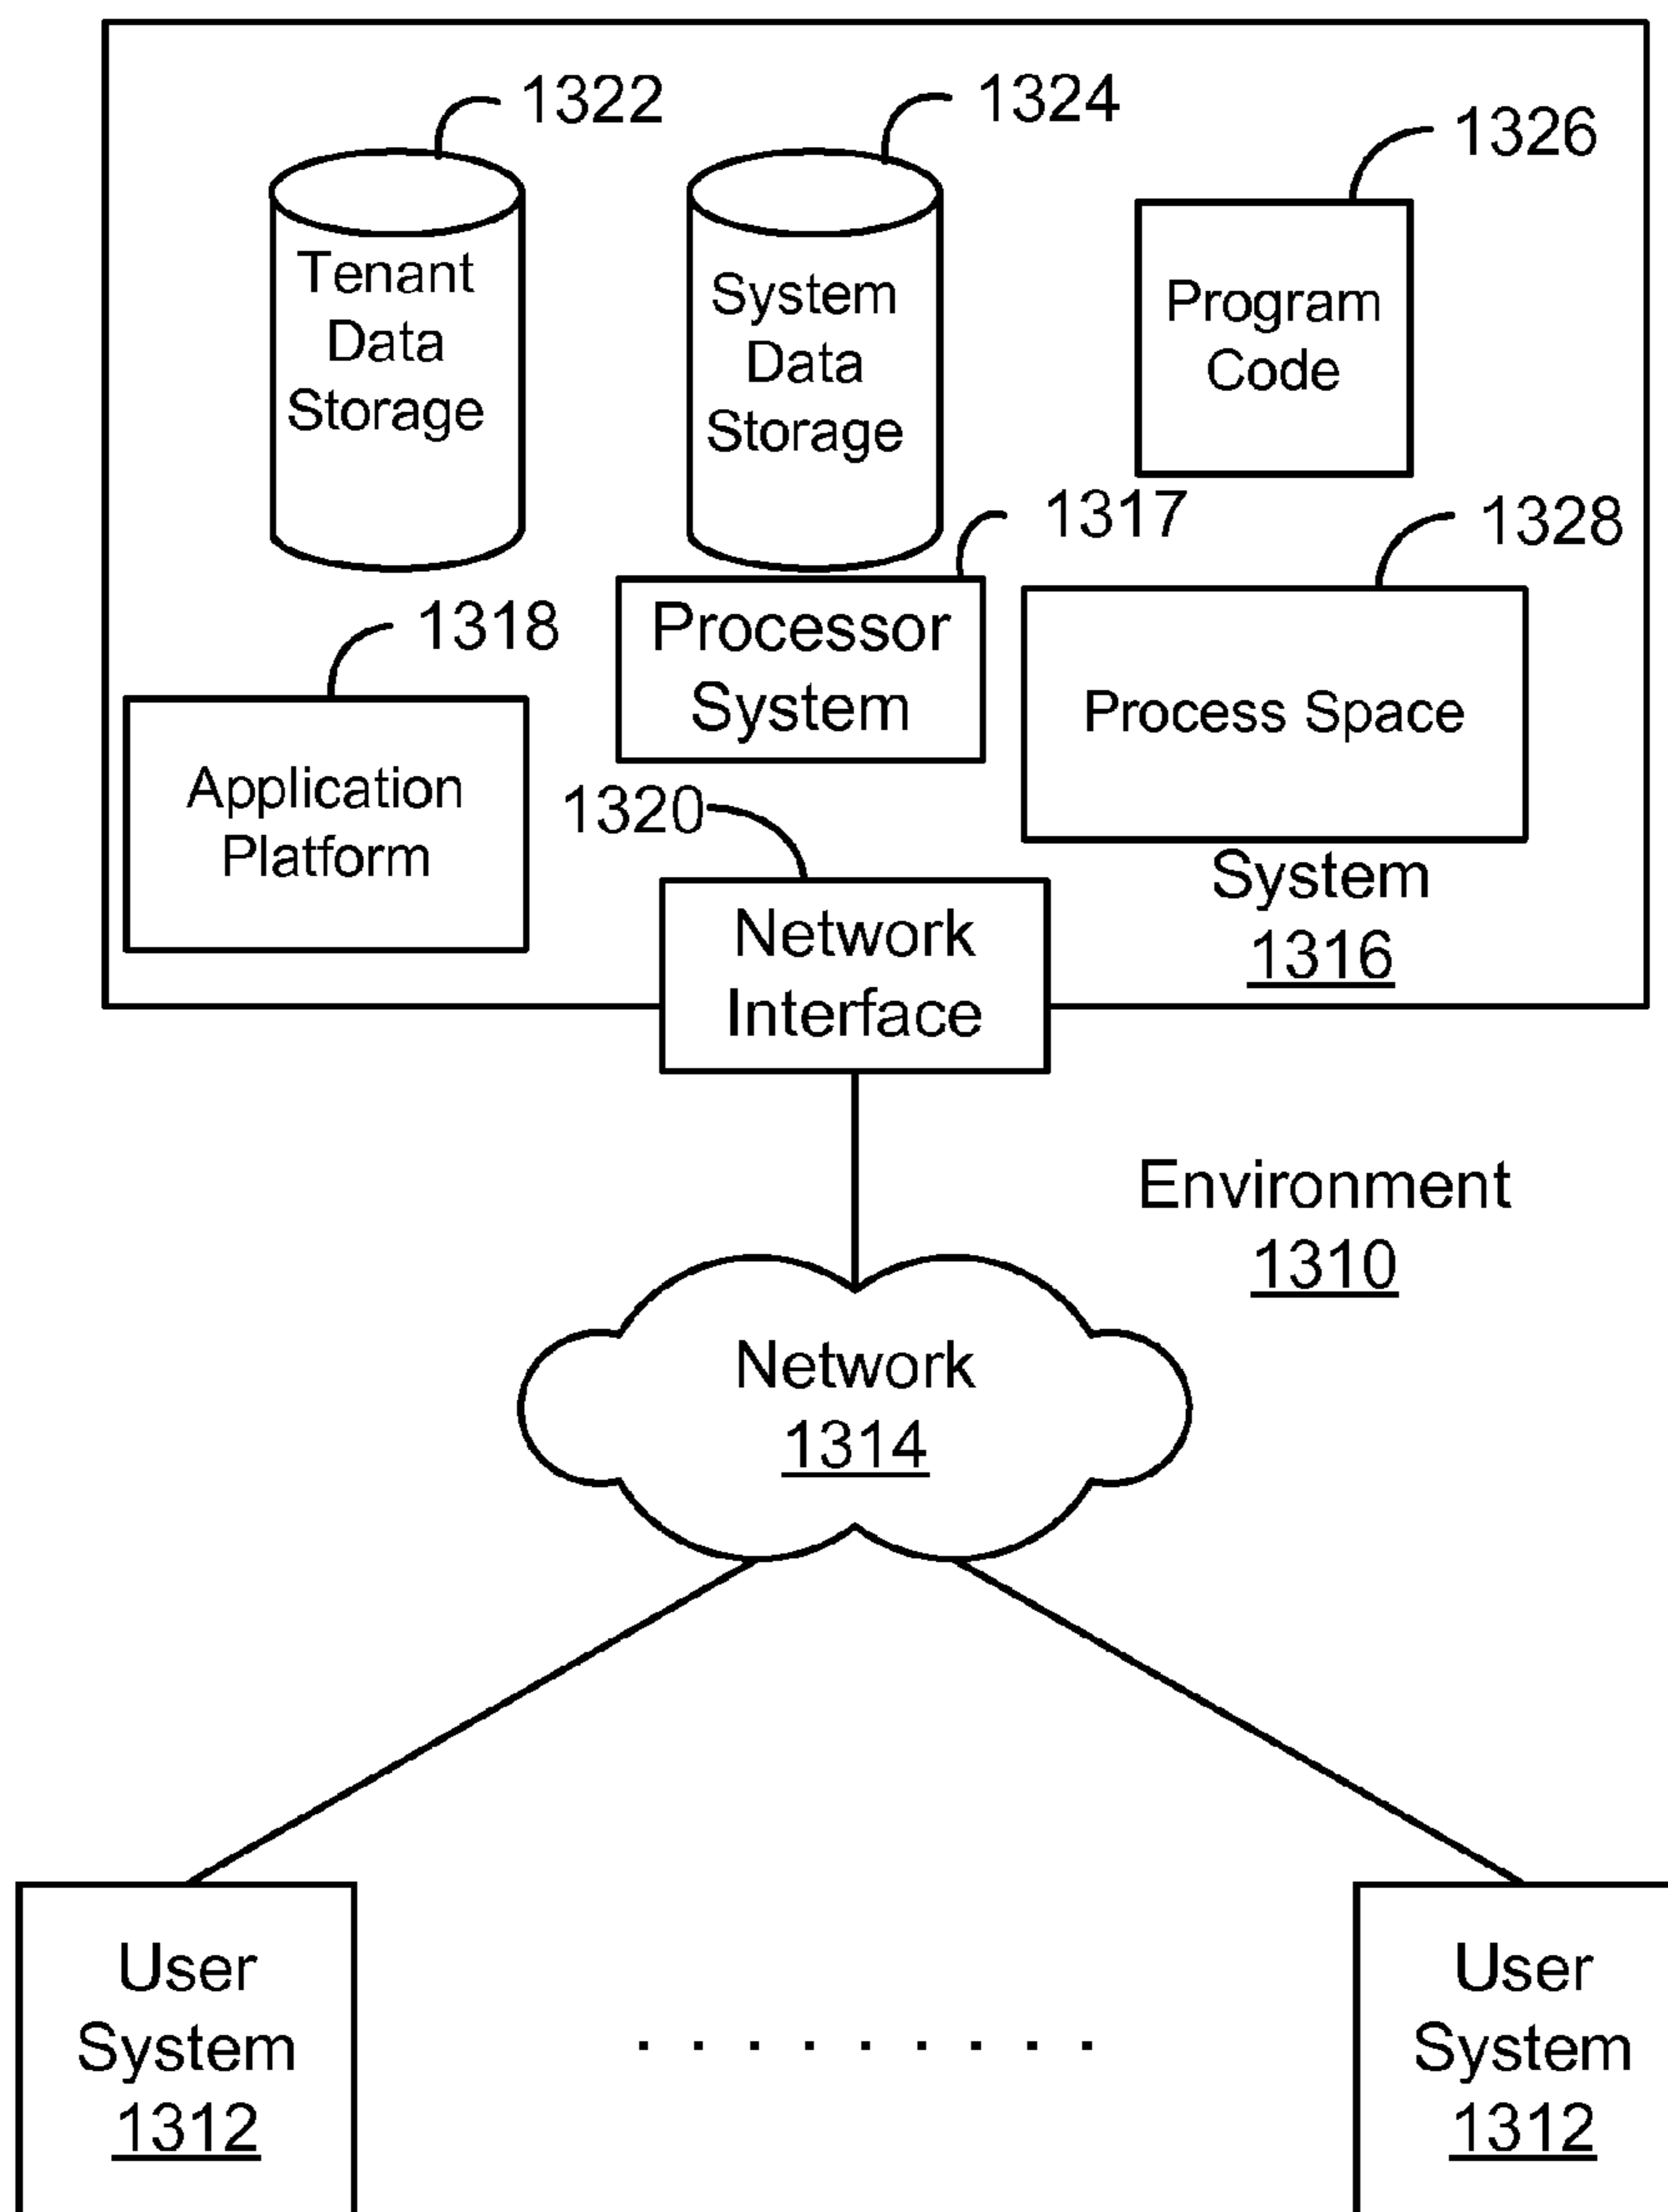 1322
1324
1326
Tenant
Data
Storage
System
Data
Storage
Program
Code
1317
1328
1318
Processor
System
Process Space
Application
Platform
1320
System
1316
Network
Interface
Environment
1310
Network
1314
User
System
1312
. . . . . . . . .
User
System
1312